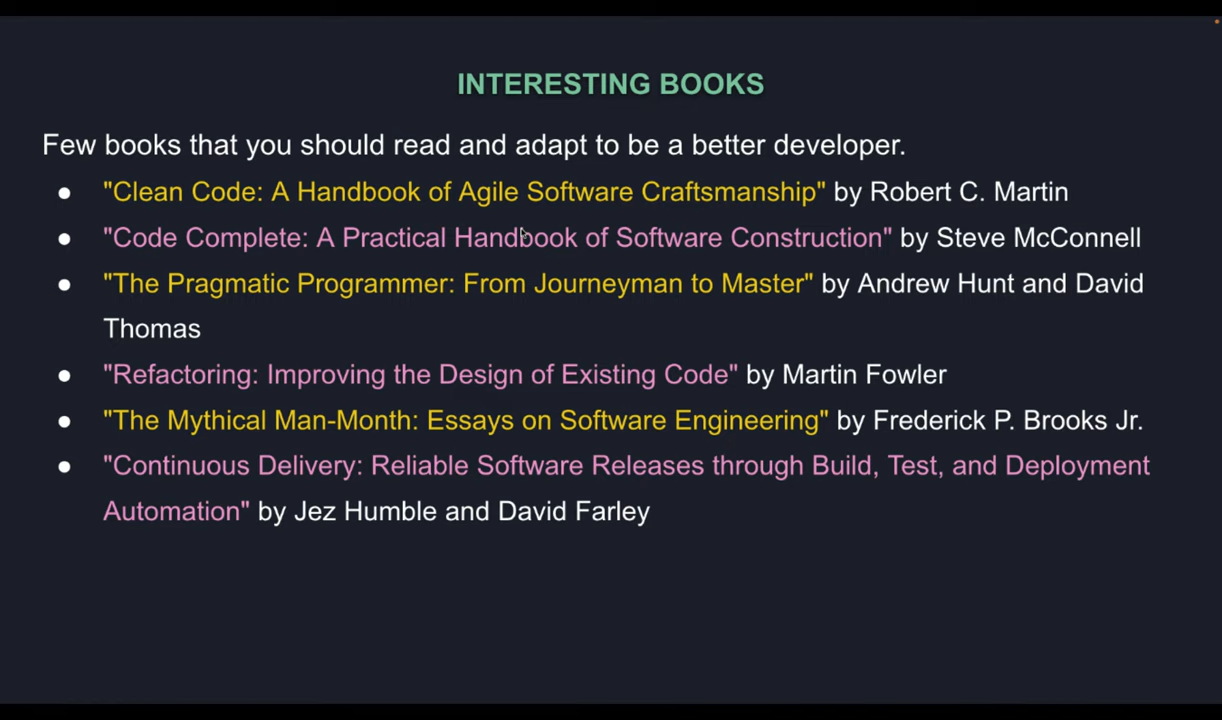 INTERESTING BOOKS
Few books that you should read and adapt to be a better developer.
● "Clean Code: A Handbook of Agile Software Craftsmanship" by Robert C. Martin
● "Code Complete: A Practical Handbook of Software Construction" by Steve McConnell
● "The Pragmatic Programmer: From Journeyman to Master" by Andrew Hunt and David
Thomas
● "Refactoring: Improving the Design of Existing Code" by Martin Fowler
● "The Mythical Man-Month: Essays on Software Engineering" by Frederick P. Brooks Jr.
● "Continuous Delivery: Reliable Software Releases through Build, Test, and Deployment
Automation" by Jez Humble and David Farley